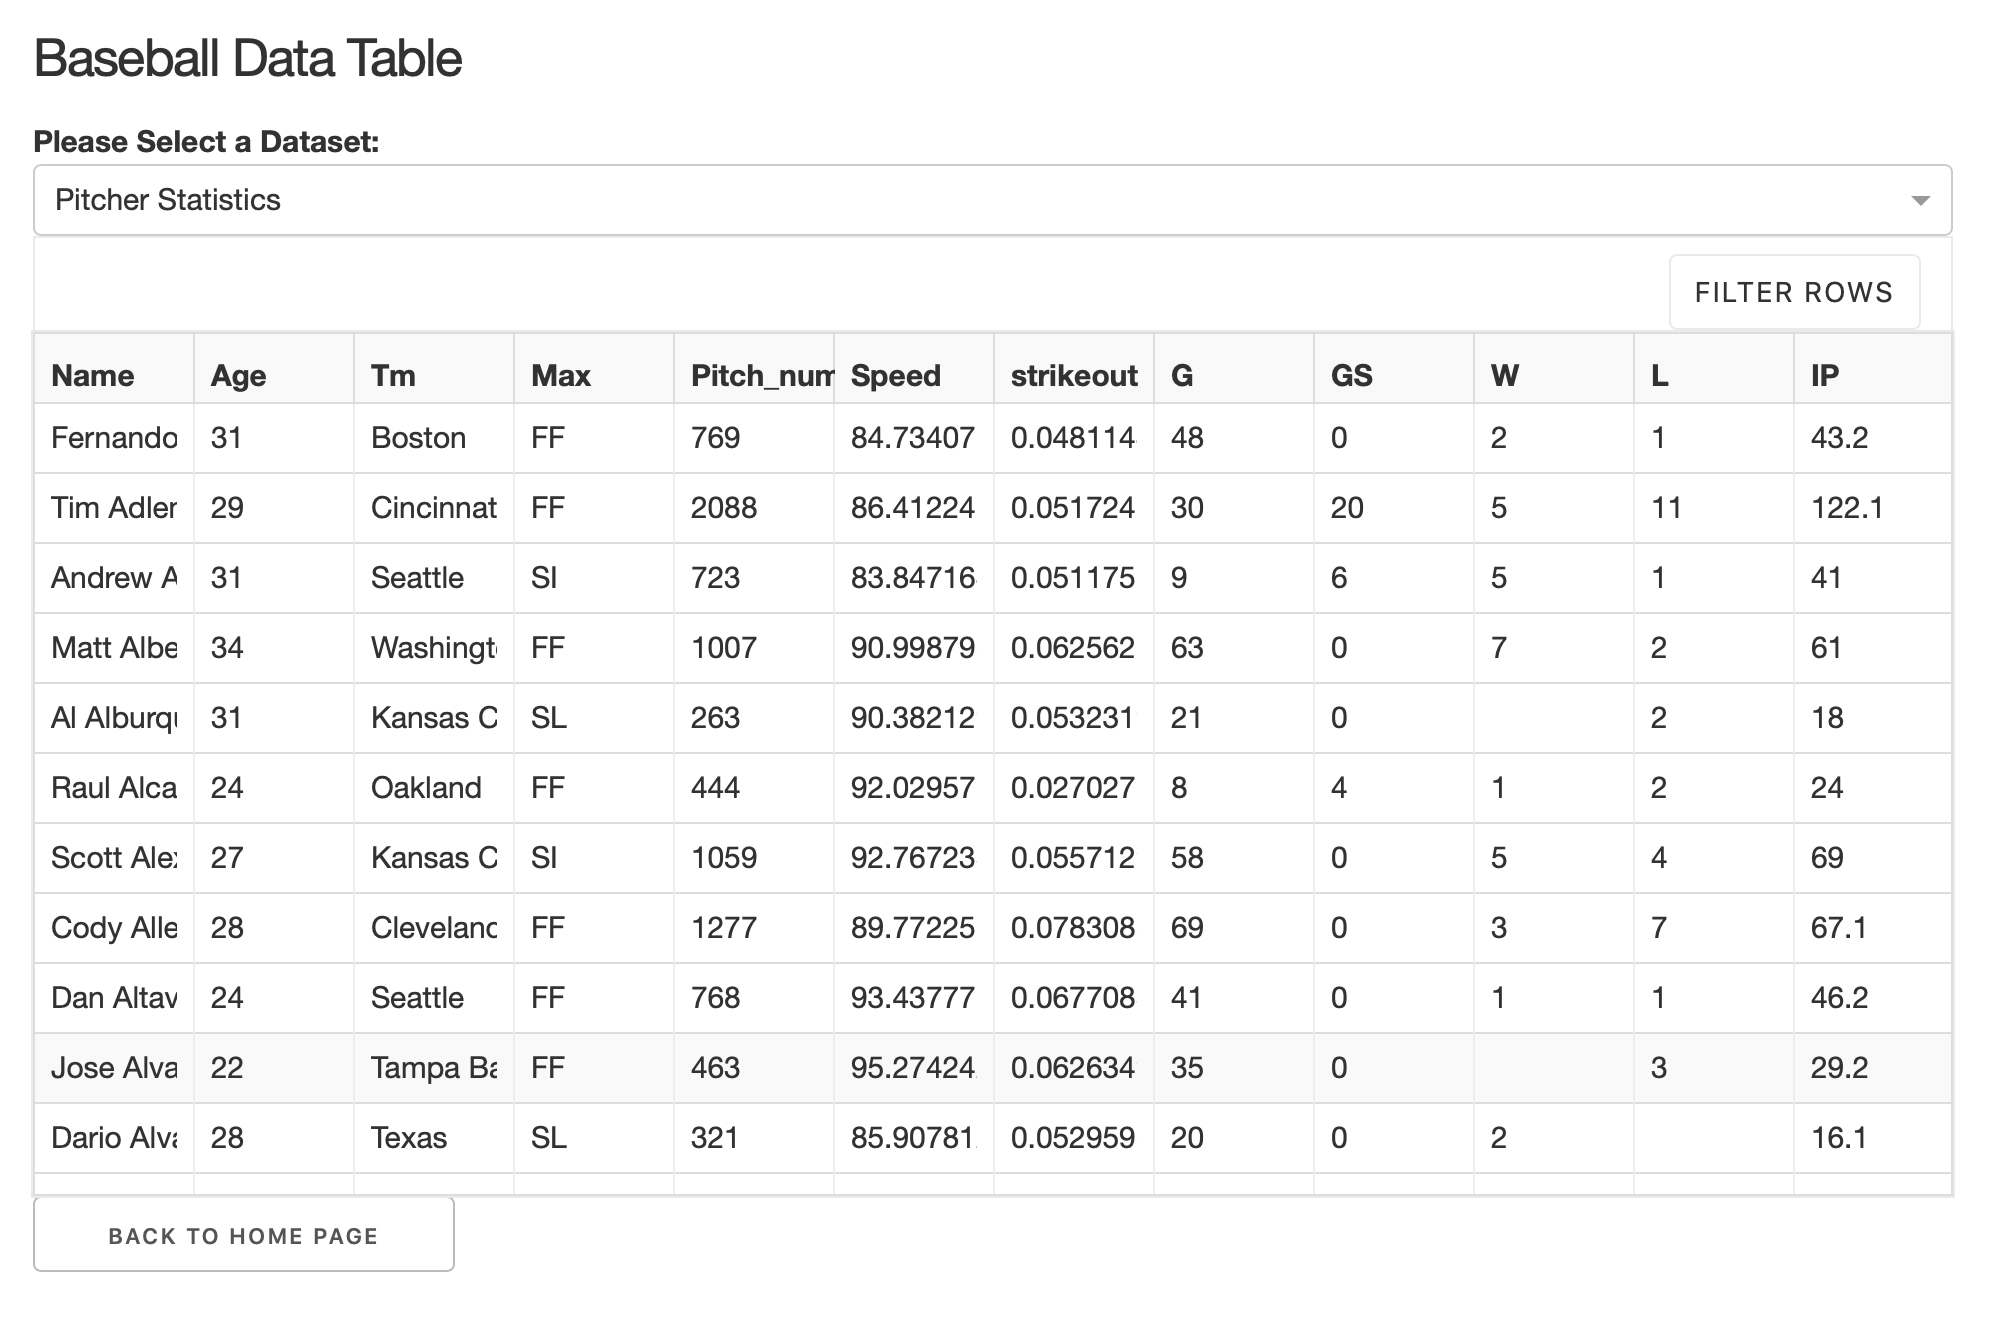 Baseball Data Table
Please Select a Dataset:
Pitcher Statistics
FILTER ROWS
Name Age Tm Max Pitch_num Speed strikeout G GS W L IP
Fernando 31 Boston FF 769 84.73407 0.048114 48 0 2 1 43.2
Tim Adler 29 Cincinnat FF 2088 86.41224 0.051724 30 20 5 11 122.1
Andrew A 31 Seattle SI 723 83.84716 0.051175 9 6 5 1 41
Matt Albe 34 Washingt FF 1007 90.99879 0.062562 63 0 7 2 61
Al Alburq 31 Kansas C SL 263 90.38212 0.053231 21 0 2 18
Raul Alca 24 Oakland FF 444 92.02957 0.027027 8 4 1 2 24
Scott Alex 27 Kansas C SI 1059 92.76723 0.055712 58 0 5 4 69
Cody Alle 28 Cleveland FF 1277 89.77225 0.078308 69 0 3 7 67.1
Dan Altav 24 Seattle FF 768 93.43777 0.067708 41 0 1 1 46.2
Jose Alva 22 Tampa Ba FF 463 95.27424 0.062634 35 0 3 29.2
Dario Alva 28 Texas SL 321 85.90781 0.052959 20 0 2 16.1
BACK TO HOME PAGE